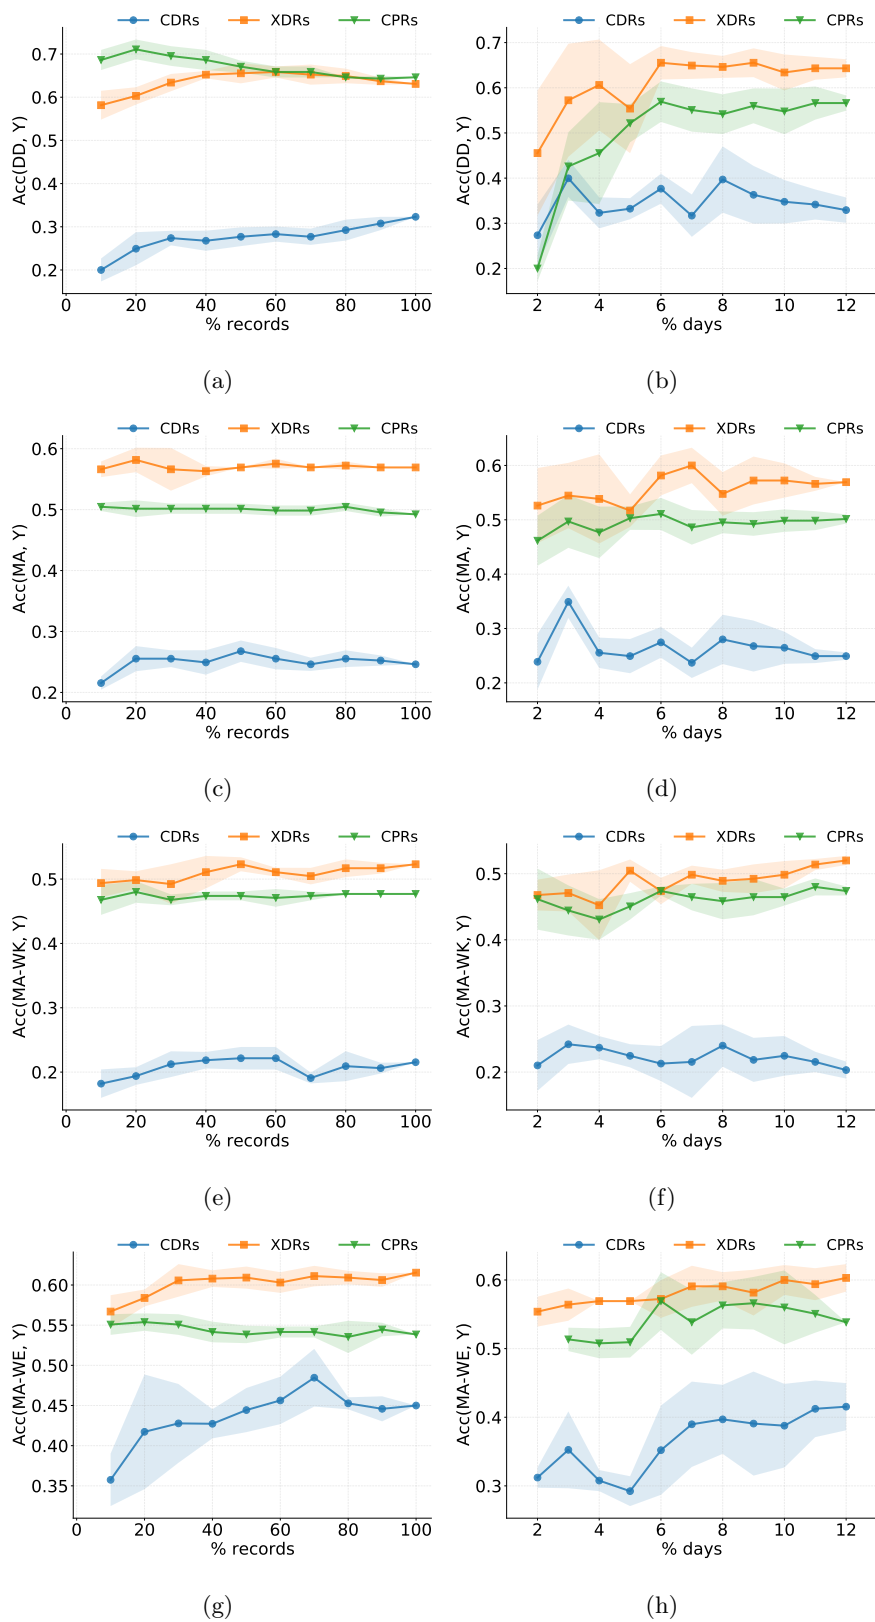 CDRs XDRs CPRs
Acc(DD, Y)
0.7
0.6
0.5
0.4
0.3
0.2
0 20 40 60 80 100
% records
(a)
CDRs XDRs CPRs
Acc(DD, Y)
0.7
0.6
0.5
0.4
0.3
0.2
2 4 6 8 10 12
% days
(b)
CDRs XDRs CPRs
Acc(MA, Y)
0.6
0.5
0.4
0.3
0.2
0 20 40 60 80 100
% records
(c)
CDRs XDRs CPRs
Acc(MA, Y)
0.6
0.5
0.4
0.3
0.2
2 4 6 8 10 12
% days
(d)
CDRs XDRs CPRs
Acc(MA-WK, Y)
0.5
0.4
0.3
0.2
0 20 40 60 80 100
% records
(e)
CDRs XDRs CPRs
Acc(MA-WK, Y)
0.5
0.4
0.3
0.2
2 4 6 8 10 12
% days
(f)
CDRs XDRs CPRs
Acc(MA-WE, Y)
0.60
0.55
0.50
0.45
0.40
0.35
0 20 40 60 80 100
% records
(g)
CDRs XDRs CPRs
Acc(MA-WE, Y)
0.6
0.5
0.4
0.3
2 4 6 8 10 12
% days
(h)